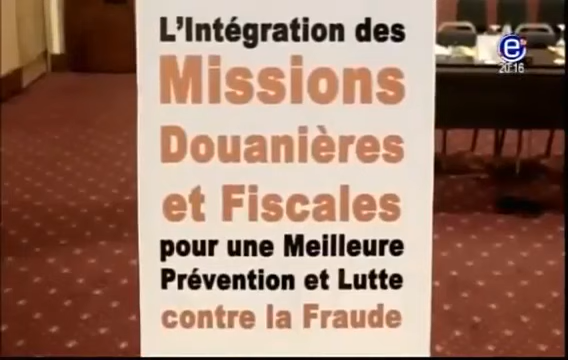 L'Intégration des
Missions
Douanières
et Fiscales
pour une Meilleure
Prévention et Lutte
contre la Fraude
e
20:16